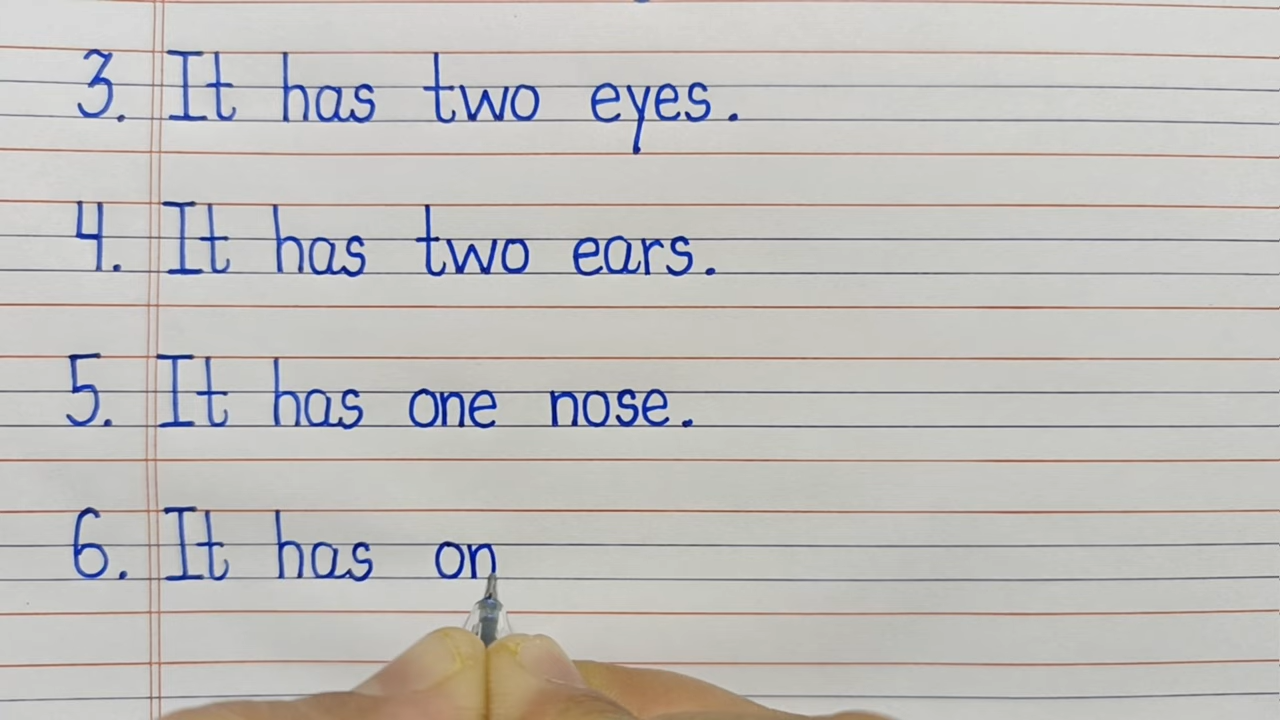 3. It has two eyes.
4. It has two ears.
5. It has one nose.
6. It has on